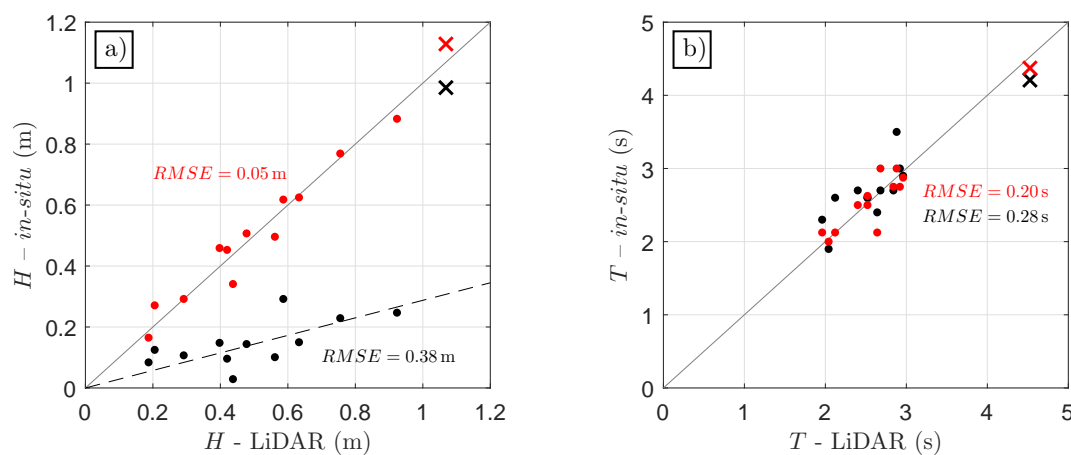 a)
1.2
1
0.8
0.6
0.4
0.2
0
0
0.2
0.4
0.6
0.8
1
1.2
H - LiDAR (m)
H – in-situ (m)
RMSE = 0.05 m
RMSE = 0.38 m
b)
5
4
3
2
1
0
0
1
2
3
4
5
T - LiDAR (s)
T – in-situ (s)
RMSE = 0.20 s
RMSE = 0.28 s